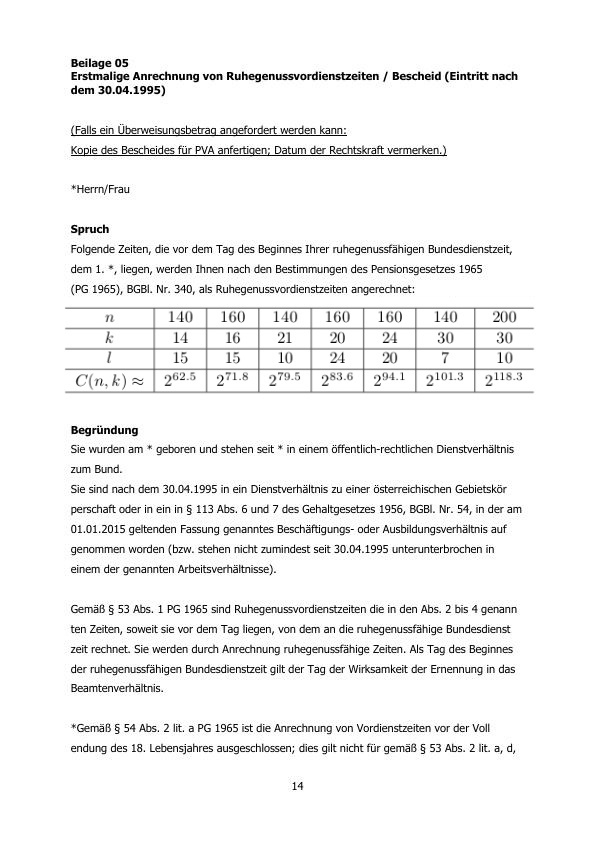 Beilage 05
Erstmalige Anrechnung von Ruhegenussvordienstzeiten / Bescheid (Eintritt nach
dem 30.04.1995)
(Falls ein Überweisungsbetrag angefordert werden kann:
Kopie des Bescheides für PVA anfertigen; Datum der Rechtskraft vermerken.)
*Herrn/Frau
Spruch
Folgende Zeiten, die vor dem Tag des Beginnes Ihrer ruhegenussfähigen Bundesdienstzeit,
dem 1. *, liegen, werden Ihnen nach den Bestimmungen des Pensionsgesetzes 1965
(PG 1965), BGBl. Nr. 340, als Ruhegenussvordienstzeiten angerechnet:
n 140 160 140 160 160 140 200
k 14 16 21 20 24 30 30
l 15 15 10 24 20 7 10
C(n, k) ≈ 2^62.5 2^71.8 2^79.5 2^83.6 2^94.1 2^101.3 2^118.3
Begründung
Sie wurden am * geboren und stehen seit * in einem öffentlich-rechtlichen Dienstverhältnis
zum Bund.
Sie sind nach dem 30.04.1995 in ein Dienstverhältnis zu einer österreichischen Gebietskör
perschaft oder in ein in § 113 Abs. 6 und 7 des Gehaltgesetzes 1956, BGBl. Nr. 54, in der am
01.01.2015 geltenden Fassung genanntes Beschäftigungs- oder Ausbildungsverhältnis auf
genommen worden (bzw. stehen nicht zumindest seit 30.04.1995 ununterbrochen in
einem der genannten Arbeitsverhältnisse).
Gemäß § 53 Abs. 1 PG 1965 sind Ruhegenussvordienstzeiten die in den Abs. 2 bis 4 genann
ten Zeiten, soweit sie vor dem Tag liegen, von dem an die ruhegenussfähige Bundesdienst
zeit rechnet. Sie werden durch Anrechnung ruhegenussfähige Zeiten. Als Tag des Beginnes
der ruhegenussfähigen Bundesdienstzeit gilt der Tag der Wirksamkeit der Ernennung in das
Beamtenverhältnis.
*Gemäß § 54 Abs. 2 lit. a PG 1965 ist die Anrechnung von Vordienstzeiten vor der Voll
endung des 18. Lebensjahres ausgeschlossen; dies gilt nicht für gemäß § 53 Abs. 2 lit. a, d,
14